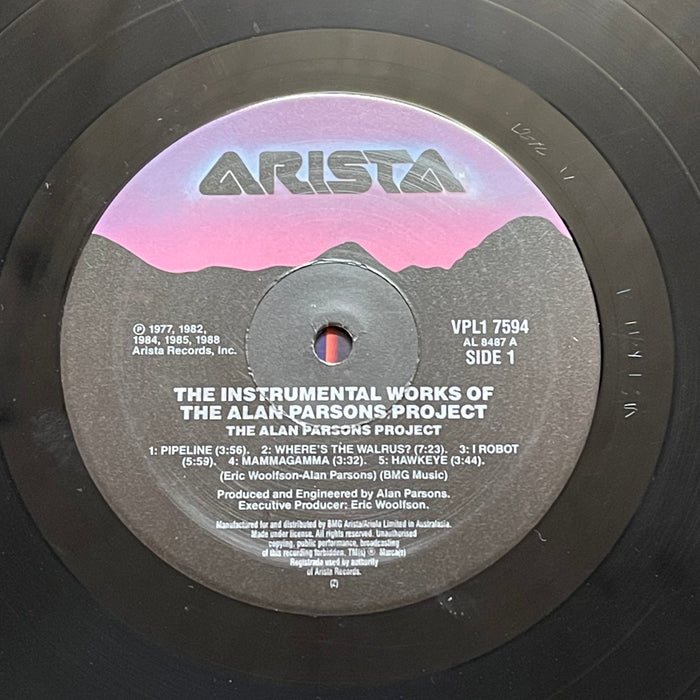 ARISTA
℗ 1977, 1982,
1984, 1985, 1988
Arista Records, Inc.
VPL1 7594
AL 8487 A
SIDE 1
THE INSTRUMENTAL WORKS OF
THE ALAN PARSONS PROJECT
THE ALAN PARSONS PROJECT
1: PIPELINE (3:56). 2: WHERE'S THE WALRUS? (7:23). 3: I ROBOT
(5:59). 4: MAMMAGAMMA (3:32). 5: HAWKEYE (3:44).
(Eric Woolfson-Alan Parsons) (BMG Music)
Produced and Engineered by Alan Parsons.
Executive Producer: Eric Woolfson.
Manufactured for and distributed by BMG Arista/Ariola Limited in Australasia.
Made under license. All rights reserved. Unauthorised
copying, public performance, broadcasting
of this recording forbidden. TM(s) ® Marca(s)
Registrada used by authority
of Arista Records.
(2)